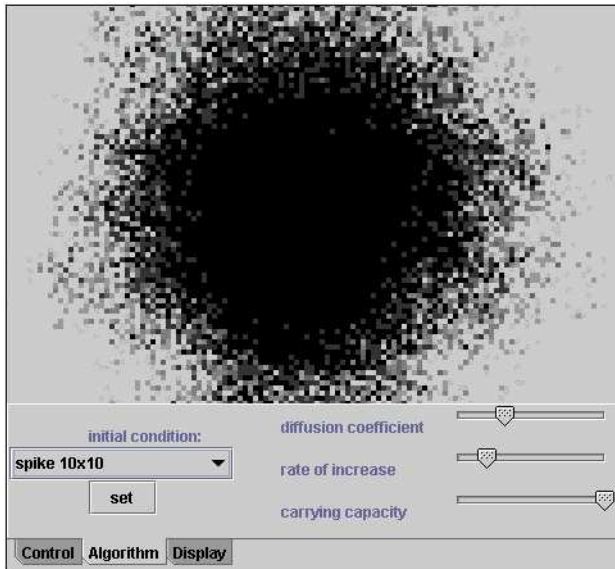 initial condition:
spike 10x10
set
diffusion coefficient
rate of increase
carrying capacity
Control Algorithm Display